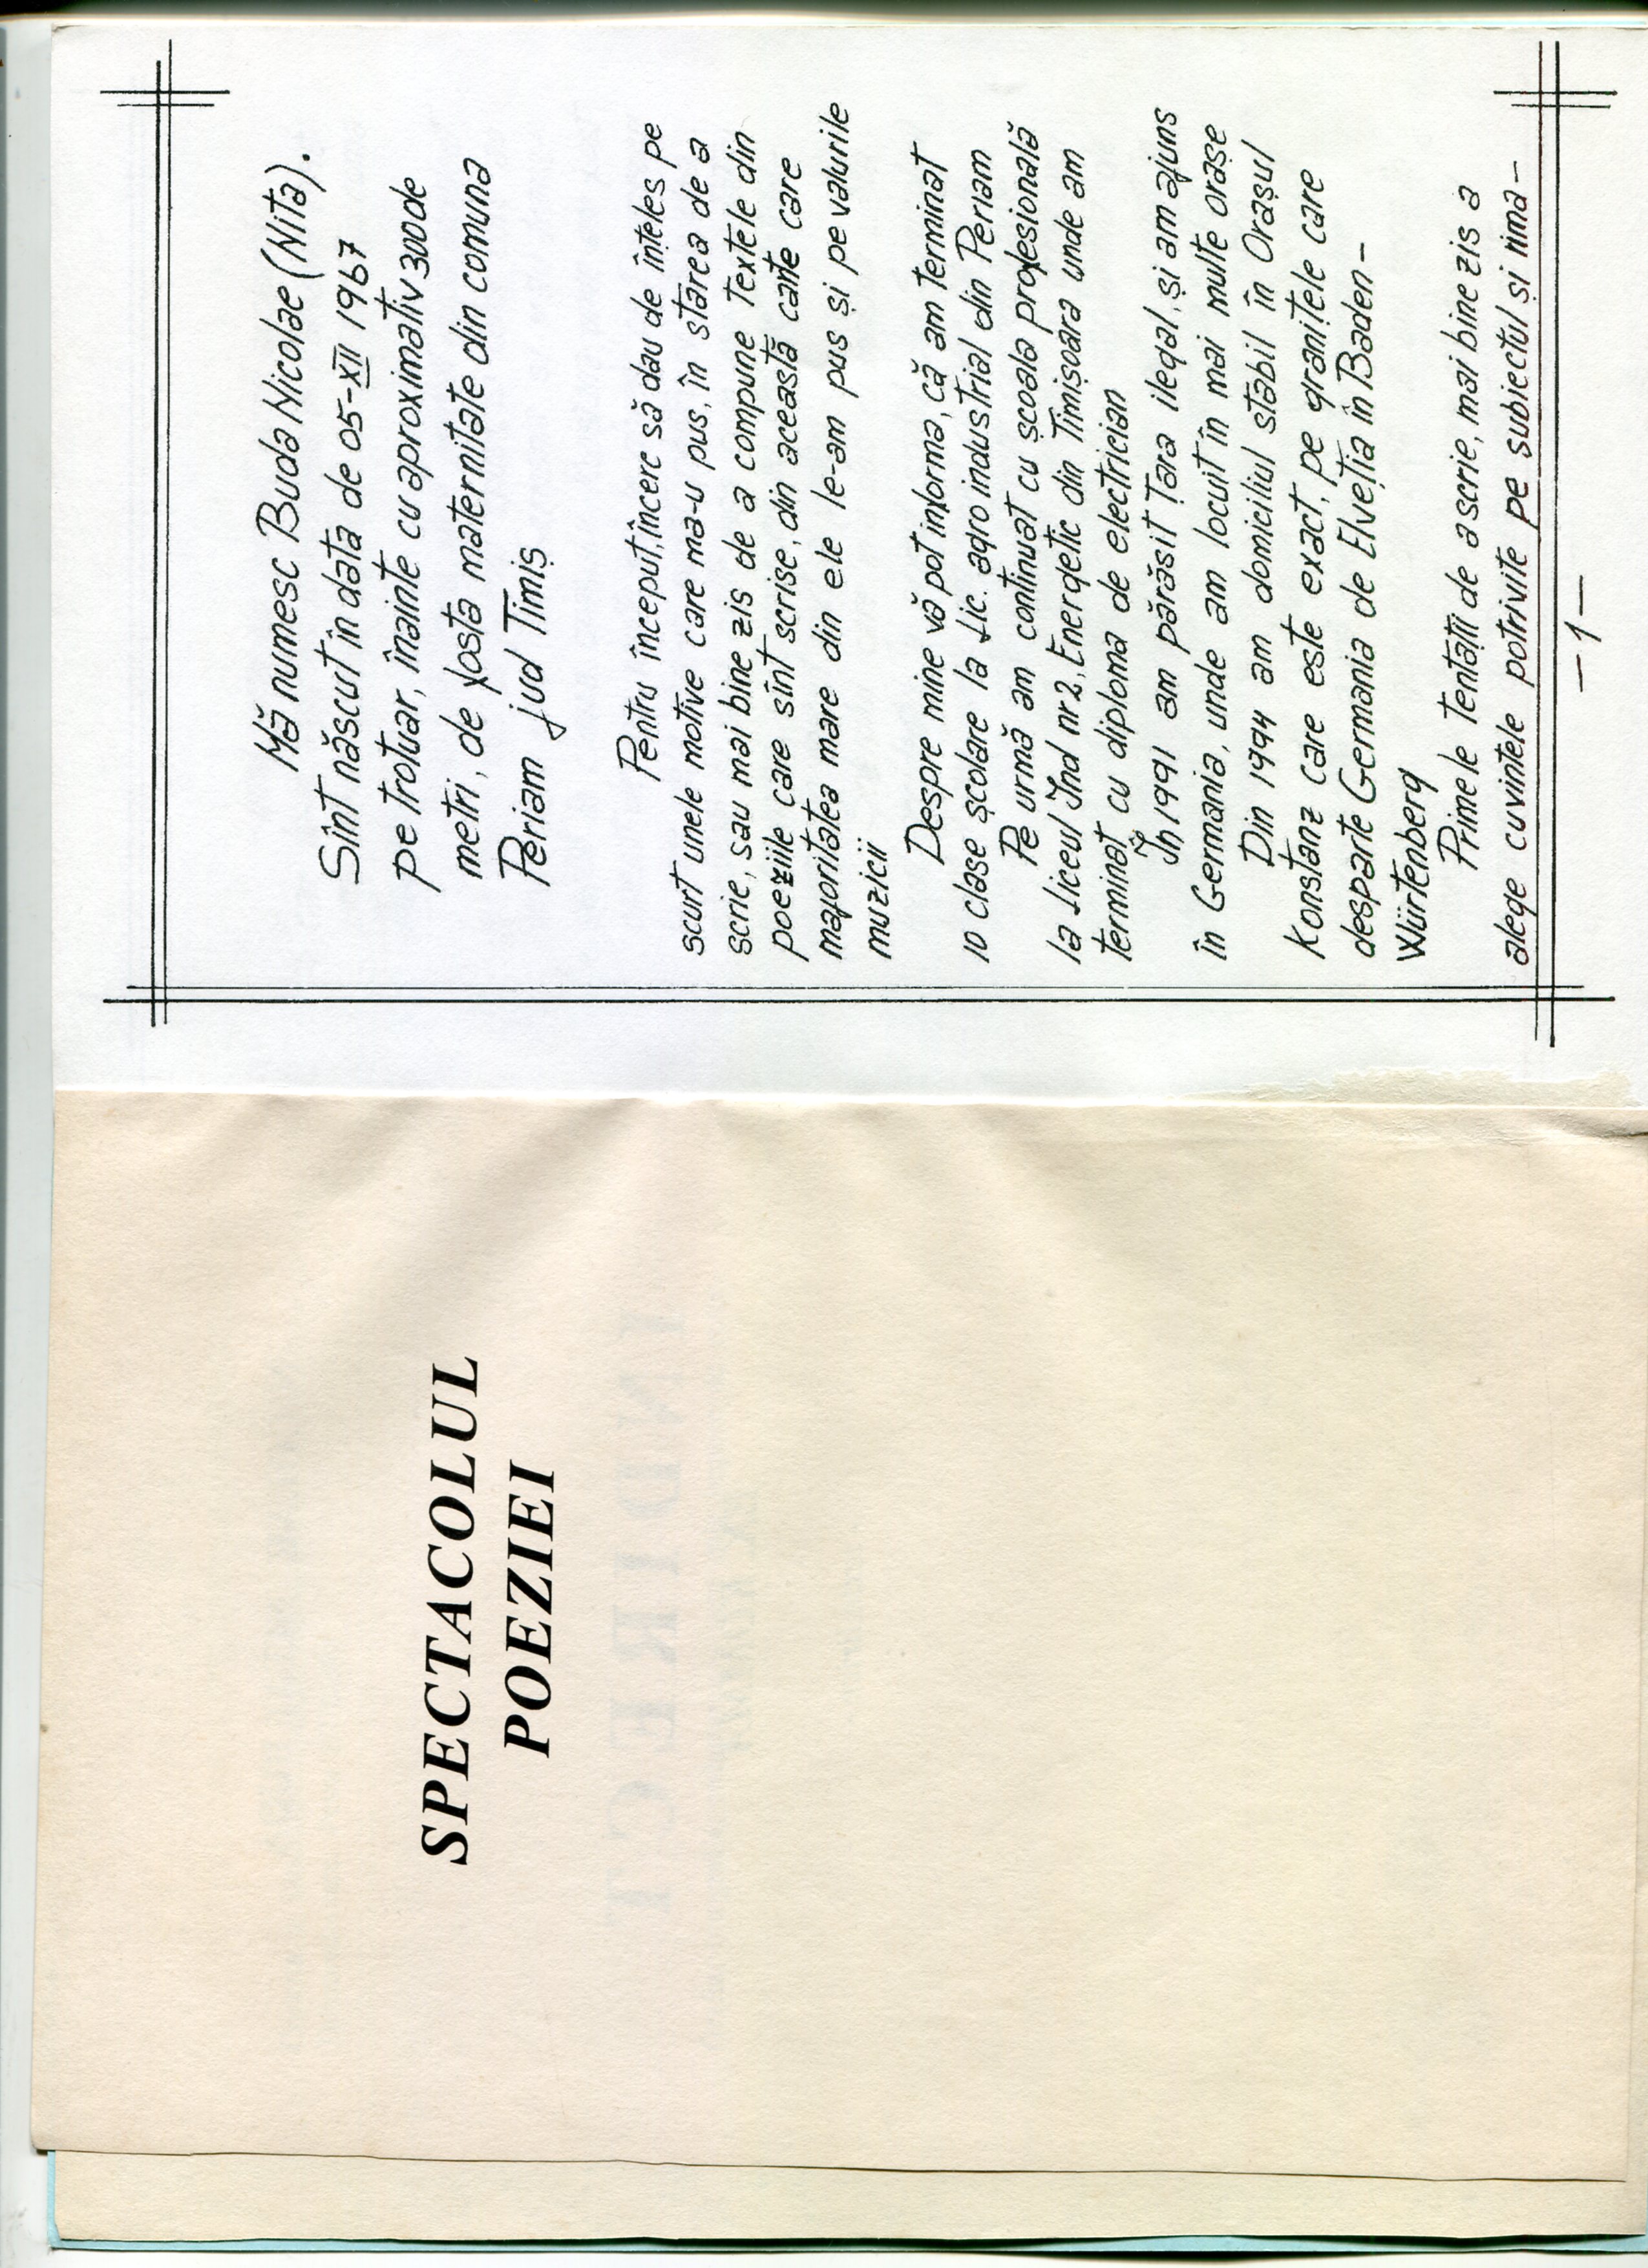 SPECTACOLUL
POEZIEI
Mă numesc Buda Nicolae (Nita).
Sînt născut în data de 05-XII 1967
pe trotuar, înainte cu aproximativ 300 de
metri, de fosta maternitate din comuna
Periam jud Timiș
Pentru început, încerc să dau de înțeles pe
scurt unele motive care ma-u pus, în starea de a
scrie, sau mai bine zis de a compune textele din
poeziile care sînt scrise, din această carte care
majoritatea mare din ele le-am pus și pe valurile
muzicii
Despre mine vă pot informa, că am terminat
10 clase școlare la Lic. agro industrial din Periam
Pe urmă am continuat cu școala profesională
la Liceul Ind nr 2, Energetic din Timișoara unde am
terminat cu diploma de electrician
În 1991 am părăsit Țara ilegal, și am ajuns
în Germania, unde am locuit în mai multe orașe
Din 1994 am domiciliul stabil în Orașul
Konstanz care este exact, pe granițele care
desparte Germania de Elveția în Baden-
Würtenberg
Primele tentații de a scrie, mai bine zis a
alege cuvintele potrivite pe subiectul și rima-
-1-